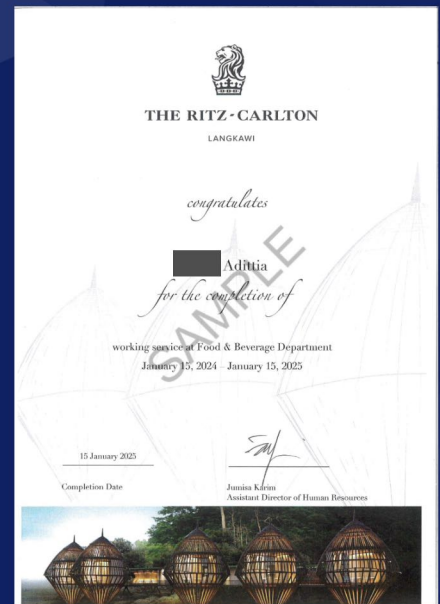 THE RITZ-CARLTON
LANGKAWI
congratulates
Adittia
for the completion of
SAMPLE
working service at Food & Beverage Department
January 15, 2024 - January 15, 2025
15 January 2025
Completion Date
Jumisa Karim
Assistant Director of Human Resources